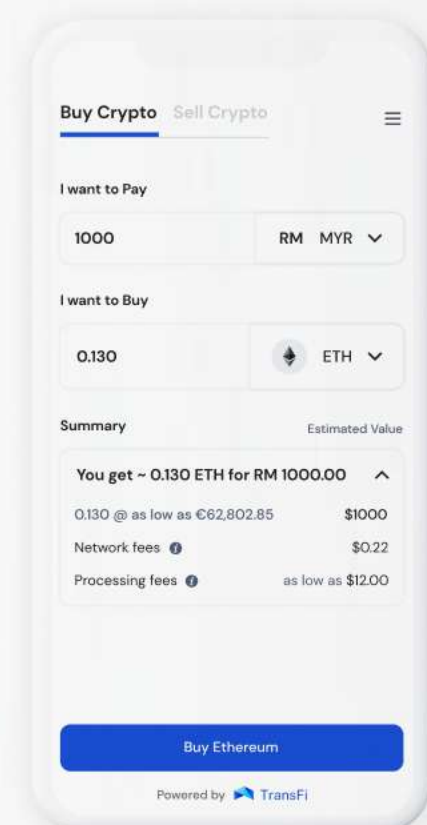 Buy Crypto Sell Crypto
I want to Pay
1000 RM MYR
I want to Buy
0.130 ETH
Summary Estimated Value
You get ~ 0.130 ETH for RM 1000.00
0.130 @ as low as €62,802.85 $1000
Network fees i $0.22
Processing fees i as low as $12.00
Buy Ethereum
Powered by TransFi